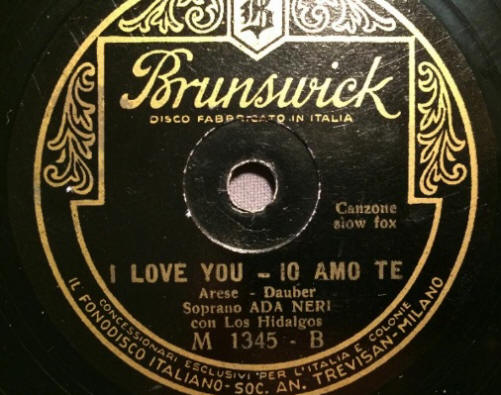 B
Brunswick
DISCO FABBRICATO IN ITALIA
Canzone
slow fox
I LOVE YOU - IO AMO TE
Arese - Dauber
Soprano ADA NERI
con Los Hidalgos
M 1345 - B
CONCESSIONARI ESCLUSIVI PER L'ITALIA E COLONIE
IL FONODISCO ITALIANO - SOC. AN. TREVISAN - MILANO